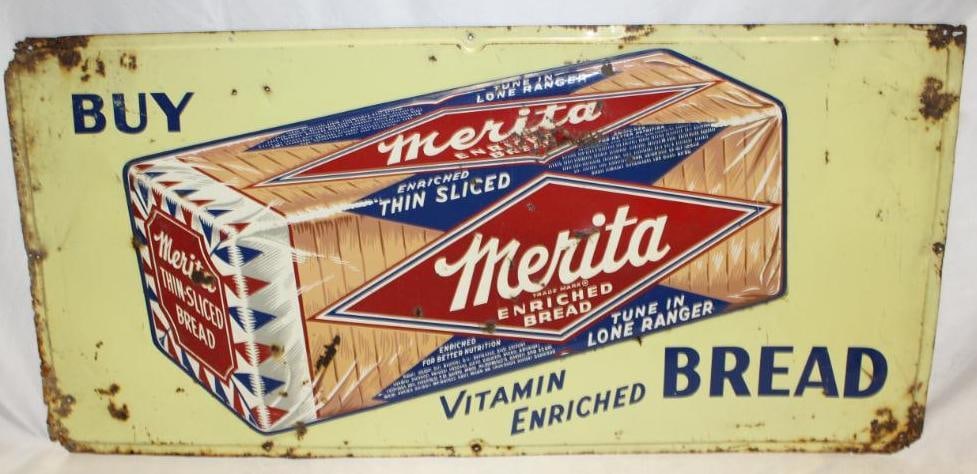 BUY
TUNE IN
LONE RANGER
Merita
ENRICHED
BREAD
ENRICHED
THIN SLICED
Merita
TRADE MARK ®
ENRICHED
BREAD
Merita
THIN-SLICED
BREAD
TUNE IN
LONE RANGER
ENRICHED
FOR BETTER NUTRITION
VITAMIN
ENRICHED
BREAD